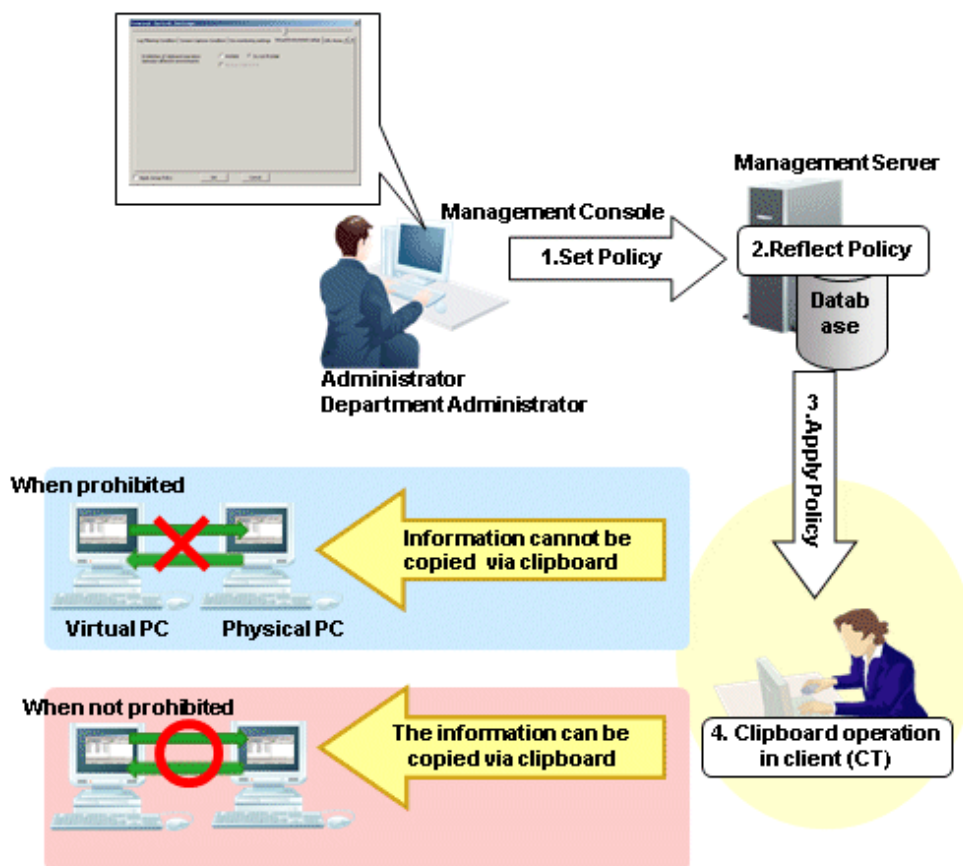 Management Server
Management Console
1.Set Policy
2.Reflect Policy
Datab
ase
Administrator
Department Administrator
3.Apply Policy
When prohibited
Information cannot be
copied via clipboard
Virtual PC
Physical PC
When not prohibited
The information can be
copied via clipboard
4. Clipboard operation
in client (CT)